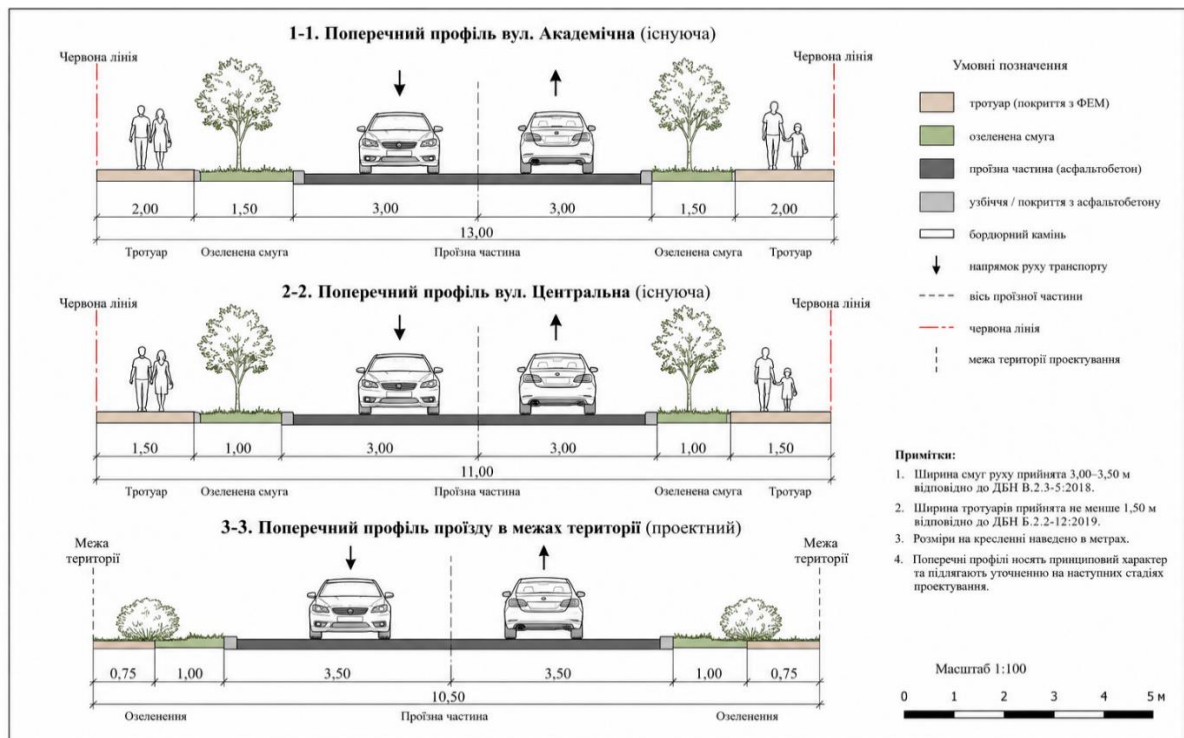 1-1. Поперечний профіль вул. Академічна (існуюча)
Червона лінія
Червона лінія
2,00 1,50 3,00 3,00 1,50 2,00
13,00
Тротуар Озеленена смуга Проїзна частина Озеленена смуга Тротуар
2-2. Поперечний профіль вул. Центральна (існуюча)
Червона лінія
Червона лінія
1,50 1,00 3,00 3,00 1,00 1,50
11,00
Тротуар Озеленена смуга Проїзна частина Озеленена смуга Тротуар
3-3. Поперечний профіль проїзду в межах території (проектний)
Межа
території
Межа
території
0,75 1,00 3,50 3,50 1,00 0,75
10,50
Озеленення Проїзна частина Озеленення
Умовні позначення
тротуар (покриття з ФЕМ)
озеленена смуга
проїзна частина (асфальтобетон)
узбіччя / покриття з асфальтобетону
бордюрний камінь
напрямок руху транспорту
вісь проїзної частини
червона лінія
межа території проектування
Примітки:
1. Ширина смуг руху прийнята 3,00–3,50 м
відповідно до ДБН В.2.3-5:2018.
2. Ширина тротуарів прийнята не менше 1,50 м
відповідно до ДБН Б.2.2-12:2019.
3. Розміри на кресленні наведено в метрах.
4. Поперечні профілі носять принциповий характер
та підлягають уточненню на наступних стадіях
проектування.
Масштаб 1:100
0 1 2 3 4 5 м